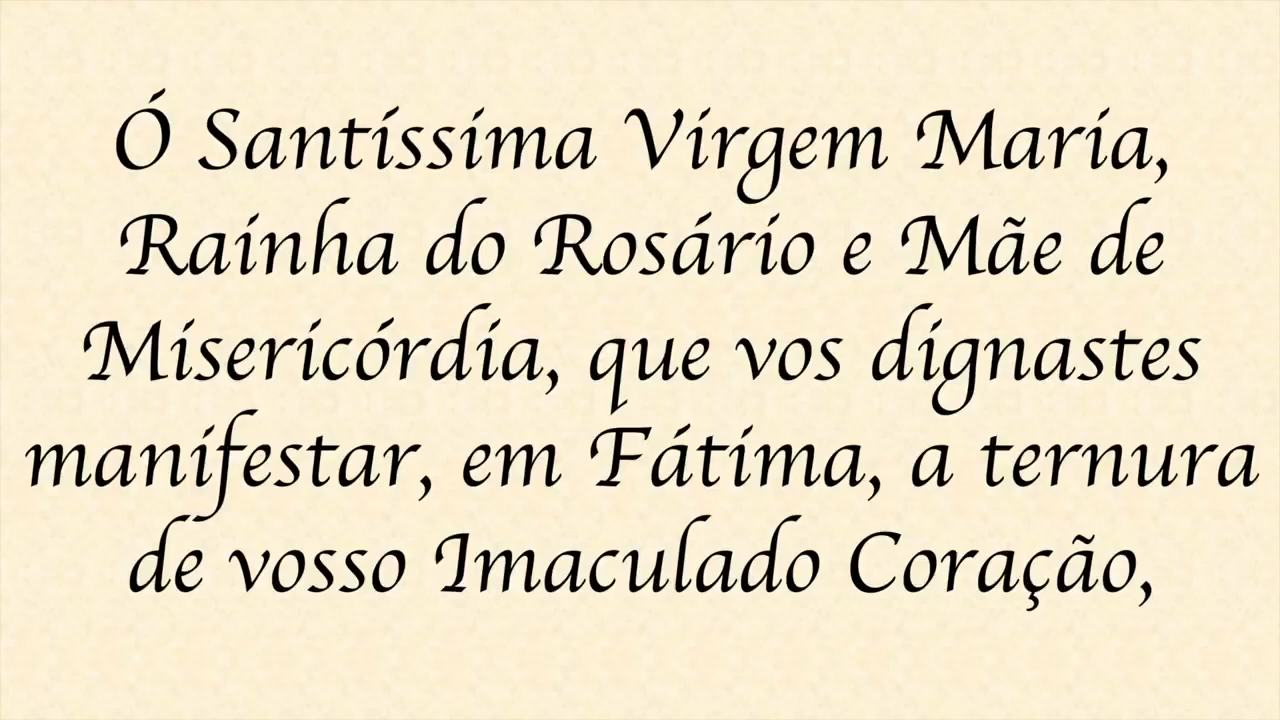 Ó Santíssima Virgem Maria,
Rainha do Rosário e Mãe de
Misericórdia, que vos dignastes
manifestar, em Fátima, a ternura
de vosso Imaculado Coração,